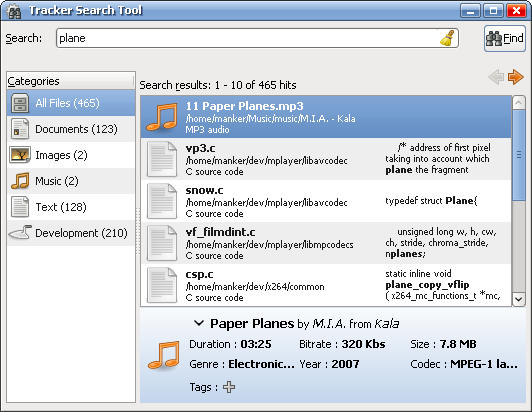 Tracker Search Tool
Search: plane Find
Categories
All Files (465)
Documents (123)
Images (2)
Music (2)
Text (128)
Development (210)
Search results: 1 - 10 of 465 hits
11 Paper Planes.mp3
/home/manker/Music/music/M.I.A. - Kala
MP3 audio
vp3.c
/home/manker/dev/mplayer/libavcodec
C source code
/* address of first pixel
taking into account which
plane the fragment
snow.c
/home/manker/dev/mplayer/libavcodec
C source code
typedef struct Plane{
vf_filmdint.c
/home/manker/dev/mplayer/libmpcodecs
C source code
unsigned long w, h, cw,
ch, stride, chroma_stride,
nplanes;
csp.c
/home/manker/dev/x264/common
C source code
static inline void
plane_copy_vflip
( x264_mc_functions_t *mc,
Paper Planes by M.I.A. from Kala
Duration : 03:25 Bitrate : 320 Kbs Size : 7.8 MB
Genre : Electronic... Year : 2007 Codec : MPEG-1 la...
Tags :